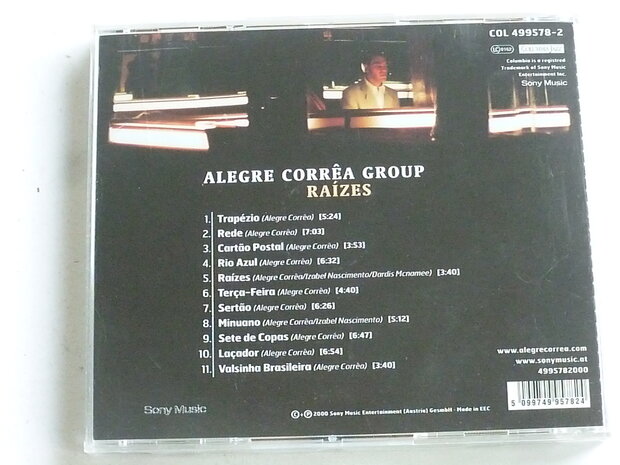 COL 499578-2
LC 0162
Columbia is a registred
Trademark of Sony Music
Entertainment Inc.
Sony Music
ALEGRE CORRÊA GROUP
RAÍZES
1. Trapézio (Alegre Corrêa) [5:24]
2. Rede (Alegre Corrêa) [7:03]
3. Cartão Postal (Alegre Corrêa) [3:53]
4. Rio Azul (Alegre Corrêa) [6:32]
5. Raízes (Alegre Corrêa/Izabel Nascimento/Dardis Mcnamee) [3:40]
6. Terça-Feira (Alegre Corrêa) [4:40]
7. Sertão (Alegre Corrêa) [6:26]
8. Minuano (Alegre Corrêa/Izabel Nascimento) [5:12]
9. Sete de Copas (Alegre Corrêa) [6:47]
10. Laçador (Alegre Corrêa) [6:54]
11. Valsinha Brasileira (Alegre Corrêa) [3:40]
www.alegrecorrea.com
www.sonymusic.at
4995782000
5 099749 957824
Sony Music
© + ℗ 2000 Sony Music Entertainment (Austria) GesmbH · Made in EEC